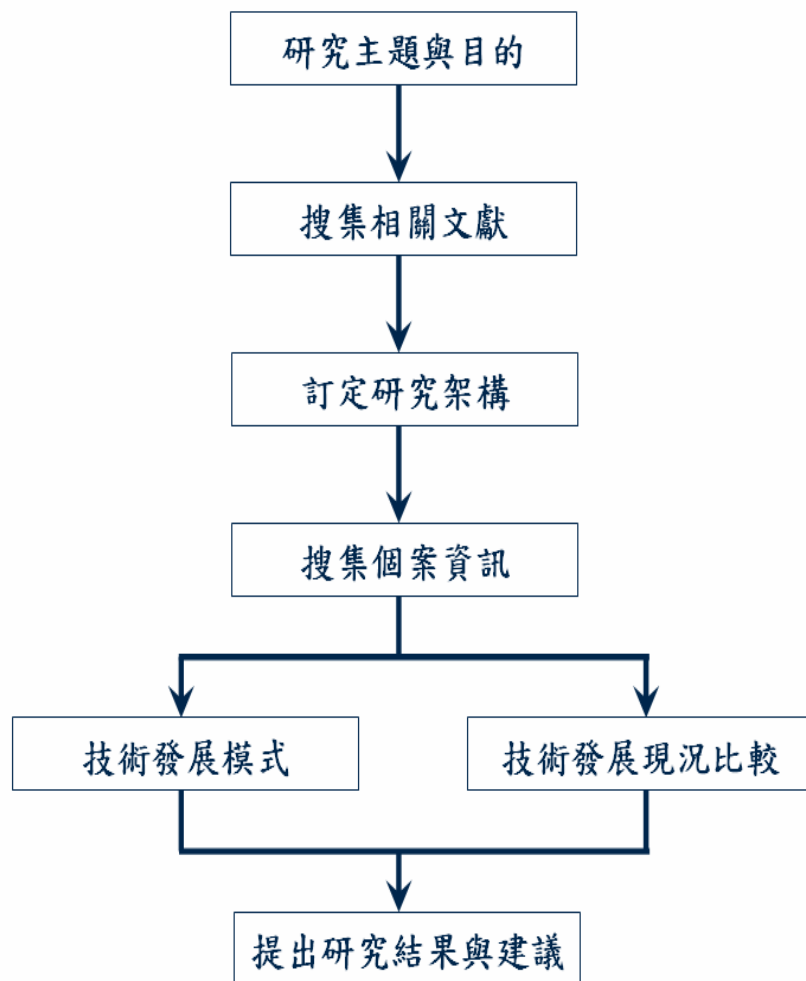 研究主題與目的
搜集相關文獻
訂定研究架構
搜集個案資訊
技術發展模式
技術發展現況比較
提出研究結果與建議